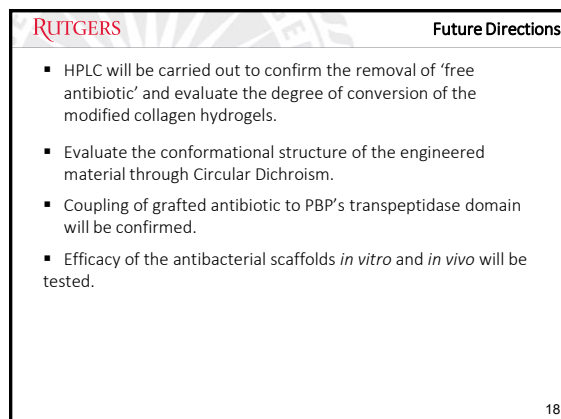 RUTGERS
Future Directions
▪ HPLC will be carried out to confirm the removal of ‘free
antibiotic’ and evaluate the degree of conversion of the
modified collagen hydrogels.
▪ Evaluate the conformational structure of the engineered
material through Circular Dichroism.
▪ Coupling of grafted antibiotic to PBP’s transpeptidase domain
will be confirmed.
▪ Efficacy of the antibacterial scaffolds in vitro and in vivo will be
tested.
18